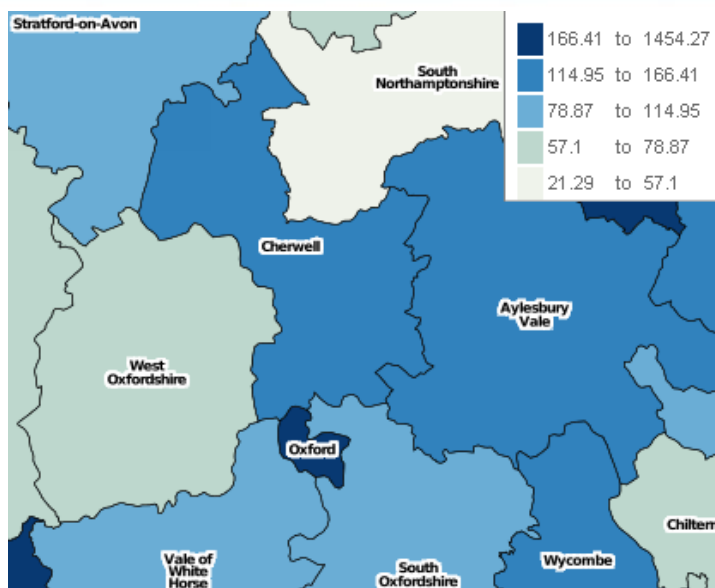 Stratford-on-Avon
South
Northamptonshire
166.41 to 1454.27
114.95 to 166.41
78.87 to 114.95
57.1 to 78.87
21.29 to 57.1
Cherwell
Aylesbury
Vale
West
Oxfordshire
Oxford
Chiltern
Vale of
White
Horse
South
Oxfordshire
Wycombe